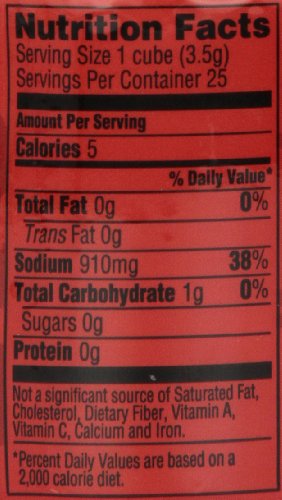 Nutrition Facts
Serving Size 1 cube (3.5g)
Servings Per Container 25
Amount Per Serving
Calories 5
% Daily Value*
Total Fat 0g 0%
Trans Fat 0g
Sodium 910mg 38%
Total Carbohydrate 1g 0%
Sugars 0g
Protein 0g
Not a significant source of Saturated Fat,
Cholesterol, Dietary Fiber, Vitamin A,
Vitamin C, Calcium and Iron.
*Percent Daily Values are based on a
2,000 calorie diet.